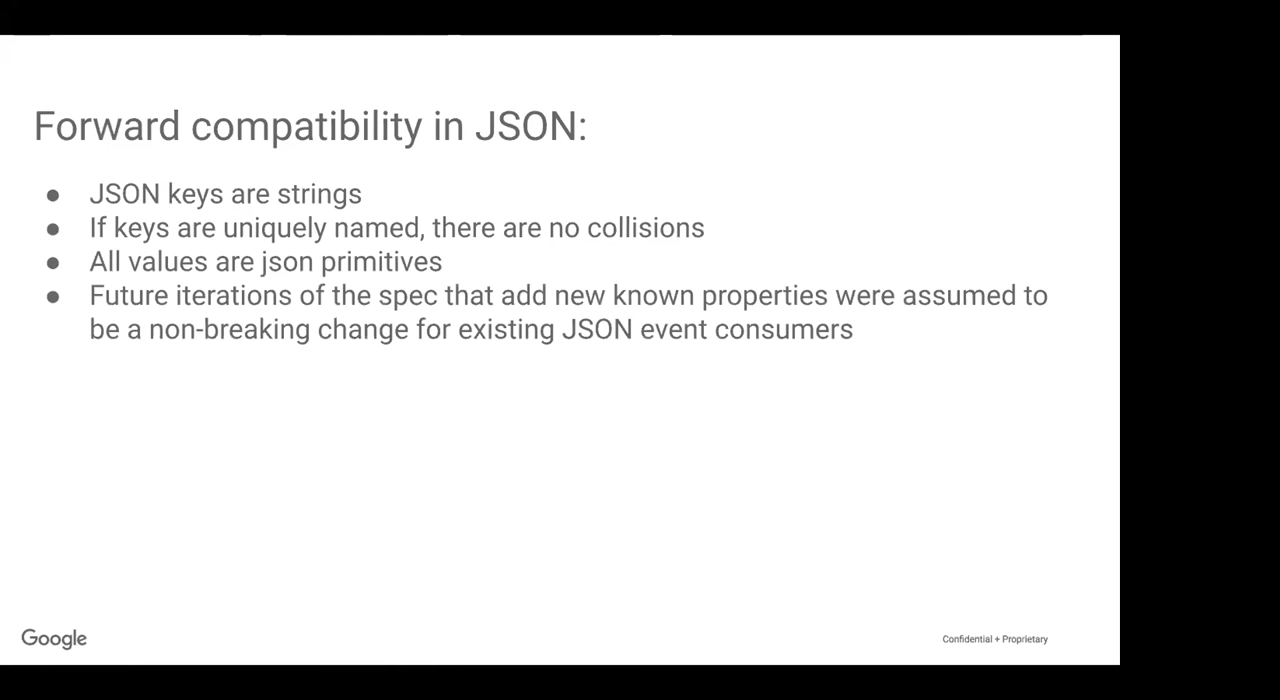 Forward compatibility in JSON:
● JSON keys are strings
● If keys are uniquely named, there are no collisions
● All values are json primitives
● Future iterations of the spec that add new known properties were assumed to
be a non-breaking change for existing JSON event consumers
Google
Confidential + Proprietary